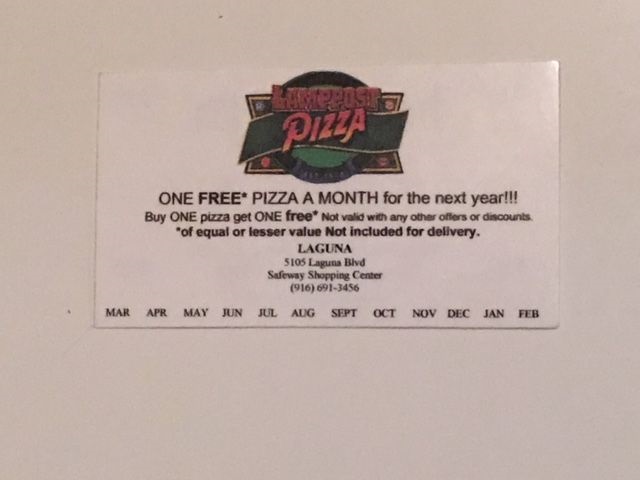 LAMPPOST
PIZZA
ONE FREE* PIZZA A MONTH for the next year!!!
Buy ONE pizza get ONE free* Not valid with any other offers or discounts.
*of equal or lesser value Not included for delivery.
LAGUNA
5105 Laguna Blvd
Safeway Shopping Center
(916) 691-3456
MAR APR MAY JUN JUL AUG SEPT OCT NOV DEC JAN FEB